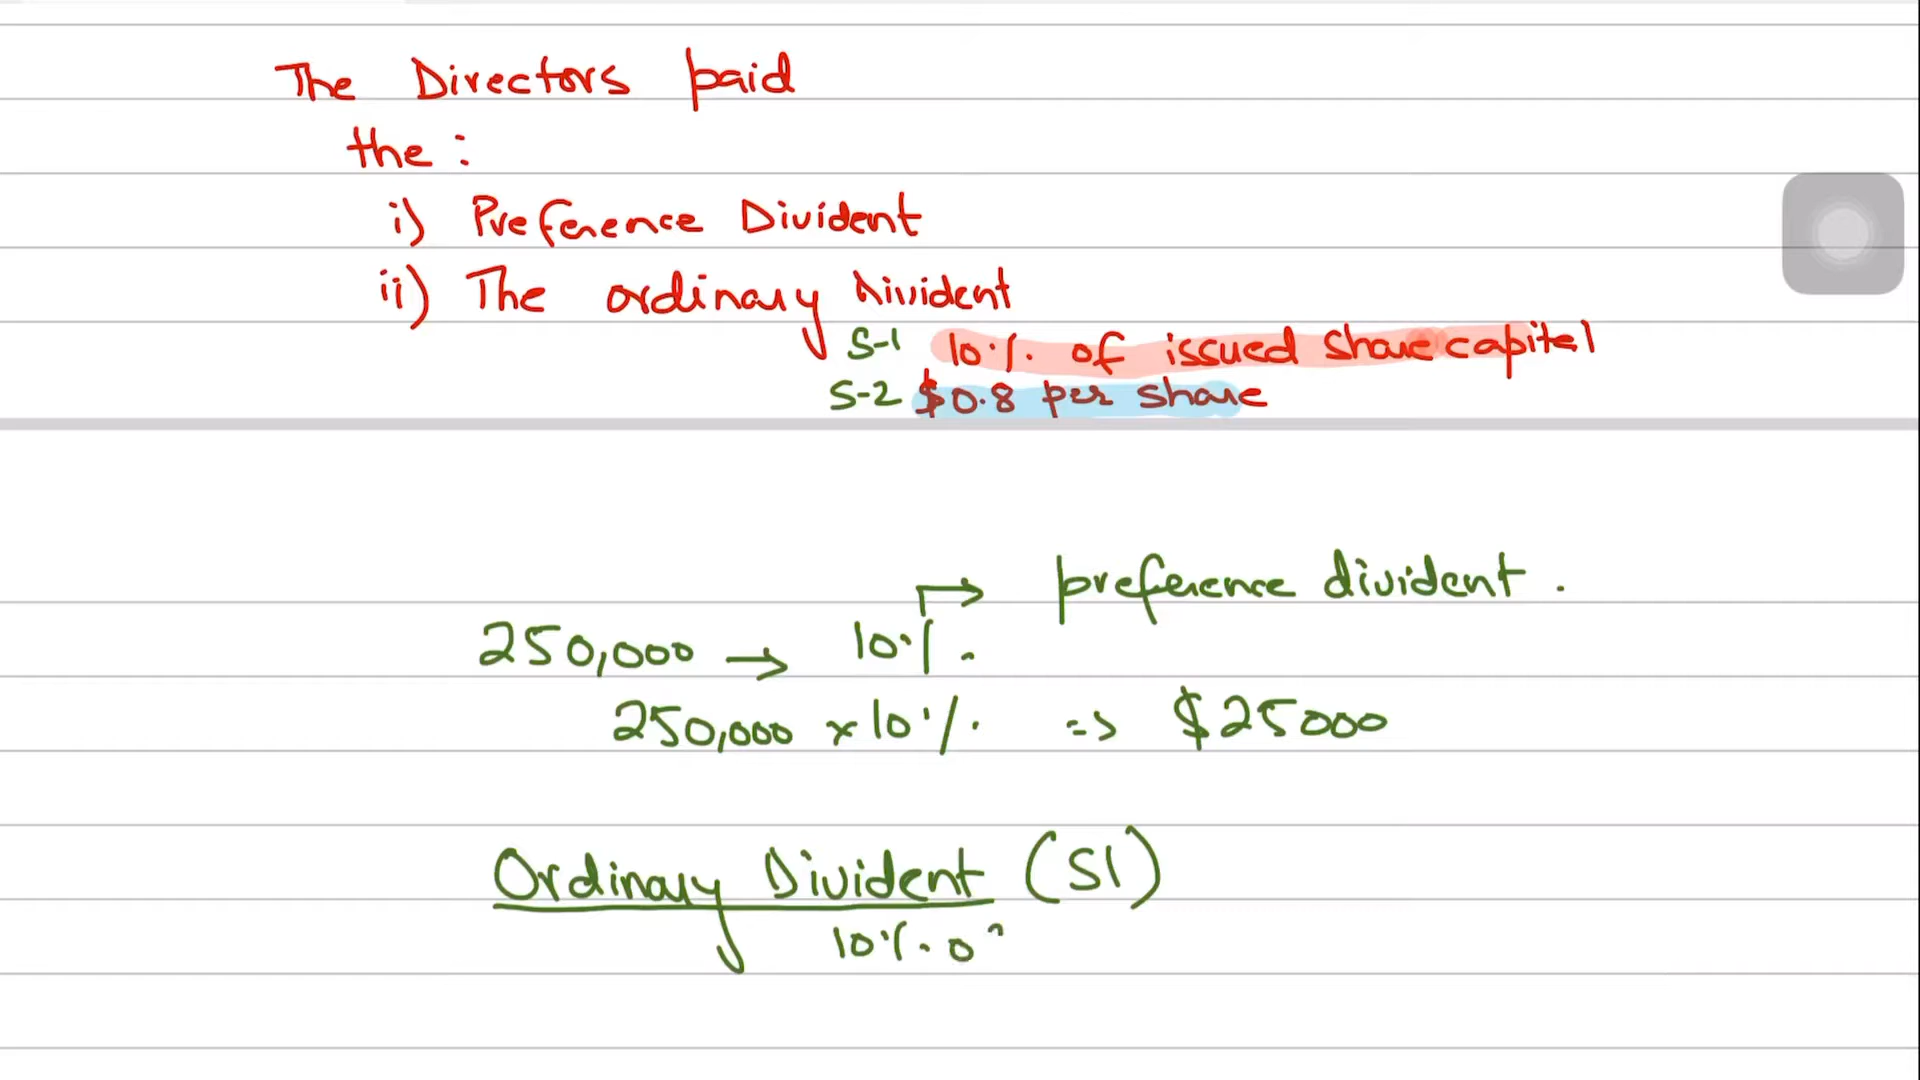 The Directors paid
the :
i) Preference Divident
ii) The ordinary Divident
S-1 10%. of issued share capital
S-2 $0.8 per share
preference divident.
250,000 → 10%.
250,000 × 10%. => $25000
Ordinary Divident (S1)
10%. o